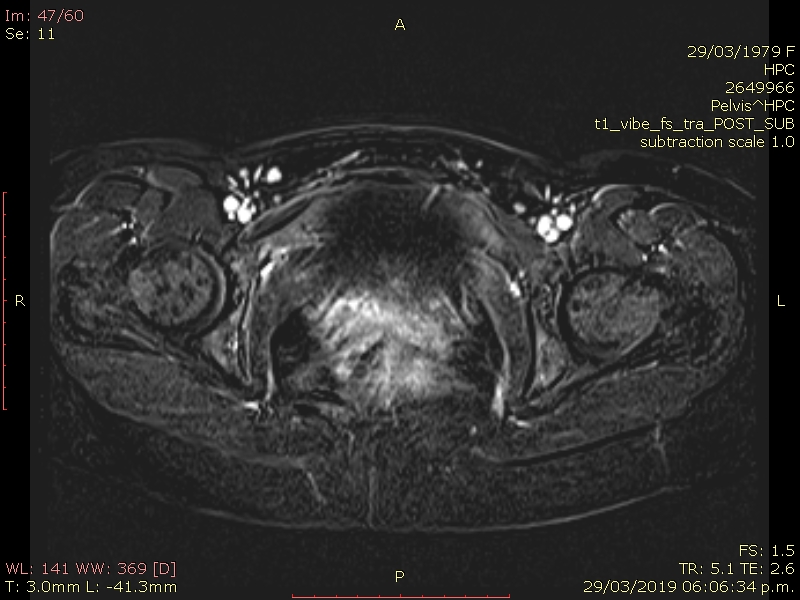 Im: 47/60
Se: 11
A
29/03/1979 F
HPC
2649966
Pelvis^HPC
t1_vibe_fs_tra_POST_SUB
subtraction scale 1.0
R
L
WL: 141 WW: 369 [D]
T: 3.0mm L: -41.3mm
P
FS: 1.5
TR: 5.1 TE: 2.6
29/03/2019 06:06:34 p.m.